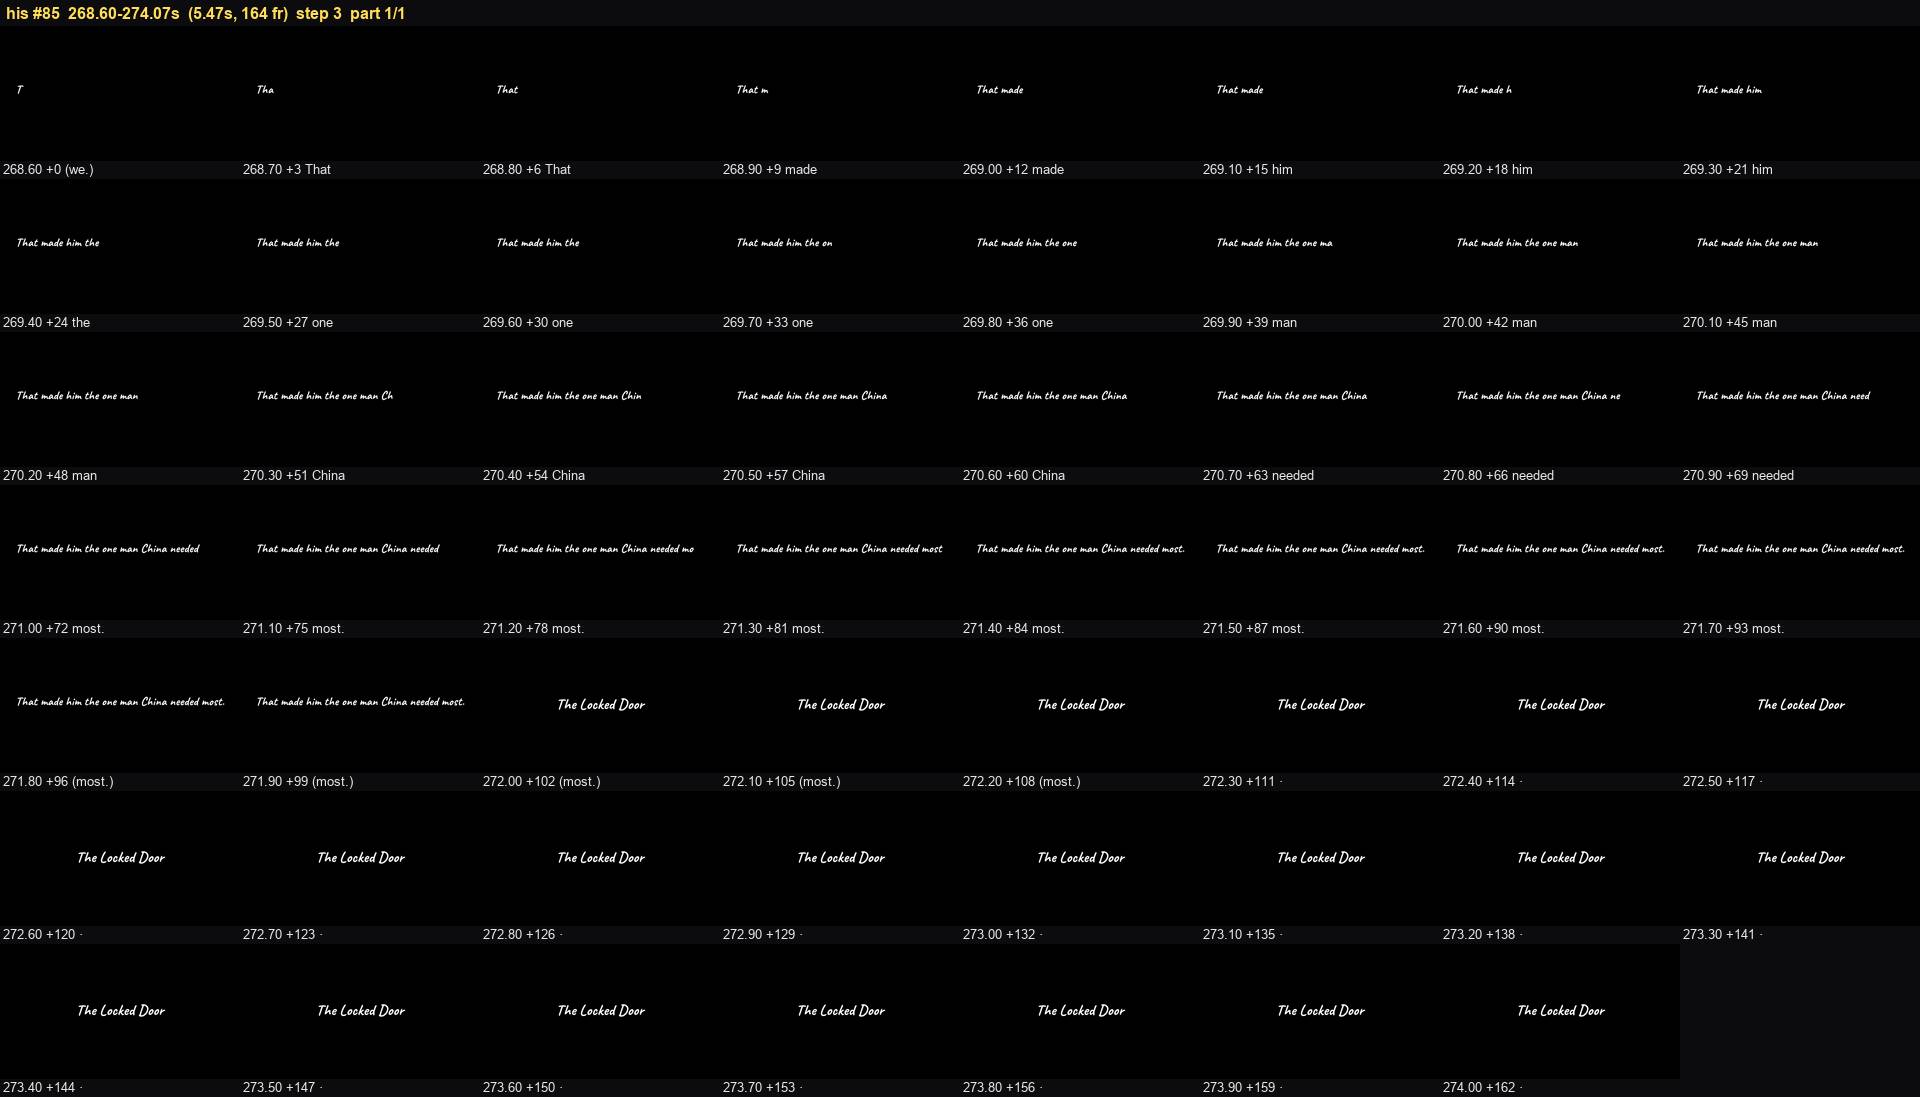 his #85 268.60-274.07s (5.47s, 164 fr) step 3 part 1/1
T Tha That That m That made That made That made h That made him
268.60 +0 (we.) 268.70 +3 That 268.80 +6 That 268.90 +9 made 269.00 +12 made 269.10 +15 him 269.20 +18 him 269.30 +21 him
That made him the That made him the That made him the That made him the on That made him the one That made him the one ma That made him the one man That made him the one man
269.40 +24 the 269.50 +27 one 269.60 +30 one 269.70 +33 one 269.80 +36 one 269.90 +39 man 270.00 +42 man 270.10 +45 man
That made him the one man That made him the one man Ch That made him the one man Chin That made him the one man China That made him the one man China That made him the one man China That made him the one man China ne That made him the one man China need
270.20 +48 man 270.30 +51 China 270.40 +54 China 270.50 +57 China 270.60 +60 China 270.70 +63 needed 270.80 +66 needed 270.90 +69 needed
That made him the one man China needed That made him the one man China needed That made him the one man China needed mo That made him the one man China needed most That made him the one man China needed most. That made him the one man China needed most. That made him the one man China needed most. That made him the one man China needed most.
271.00 +72 most. 271.10 +75 most. 271.20 +78 most. 271.30 +81 most. 271.40 +84 most. 271.50 +87 most. 271.60 +90 most. 271.70 +93 most.
That made him the one man China needed most. That made him the one man China needed most. The Locked Door The Locked Door The Locked Door The Locked Door The Locked Door The Locked Door
271.80 +96 (most.) 271.90 +99 (most.) 272.00 +102 (most.) 272.10 +105 (most.) 272.20 +108 (most.) 272.30 +111 · 272.40 +114 · 272.50 +117 ·
The Locked Door The Locked Door The Locked Door The Locked Door The Locked Door The Locked Door The Locked Door The Locked Door
272.60 +120 · 272.70 +123 · 272.80 +126 · 272.90 +129 · 273.00 +132 · 273.10 +135 · 273.20 +138 · 273.30 +141 ·
The Locked Door The Locked Door The Locked Door The Locked Door The Locked Door The Locked Door The Locked Door
273.40 +144 · 273.50 +147 · 273.60 +150 · 273.70 +153 · 273.80 +156 · 273.90 +159 · 274.00 +162 ·